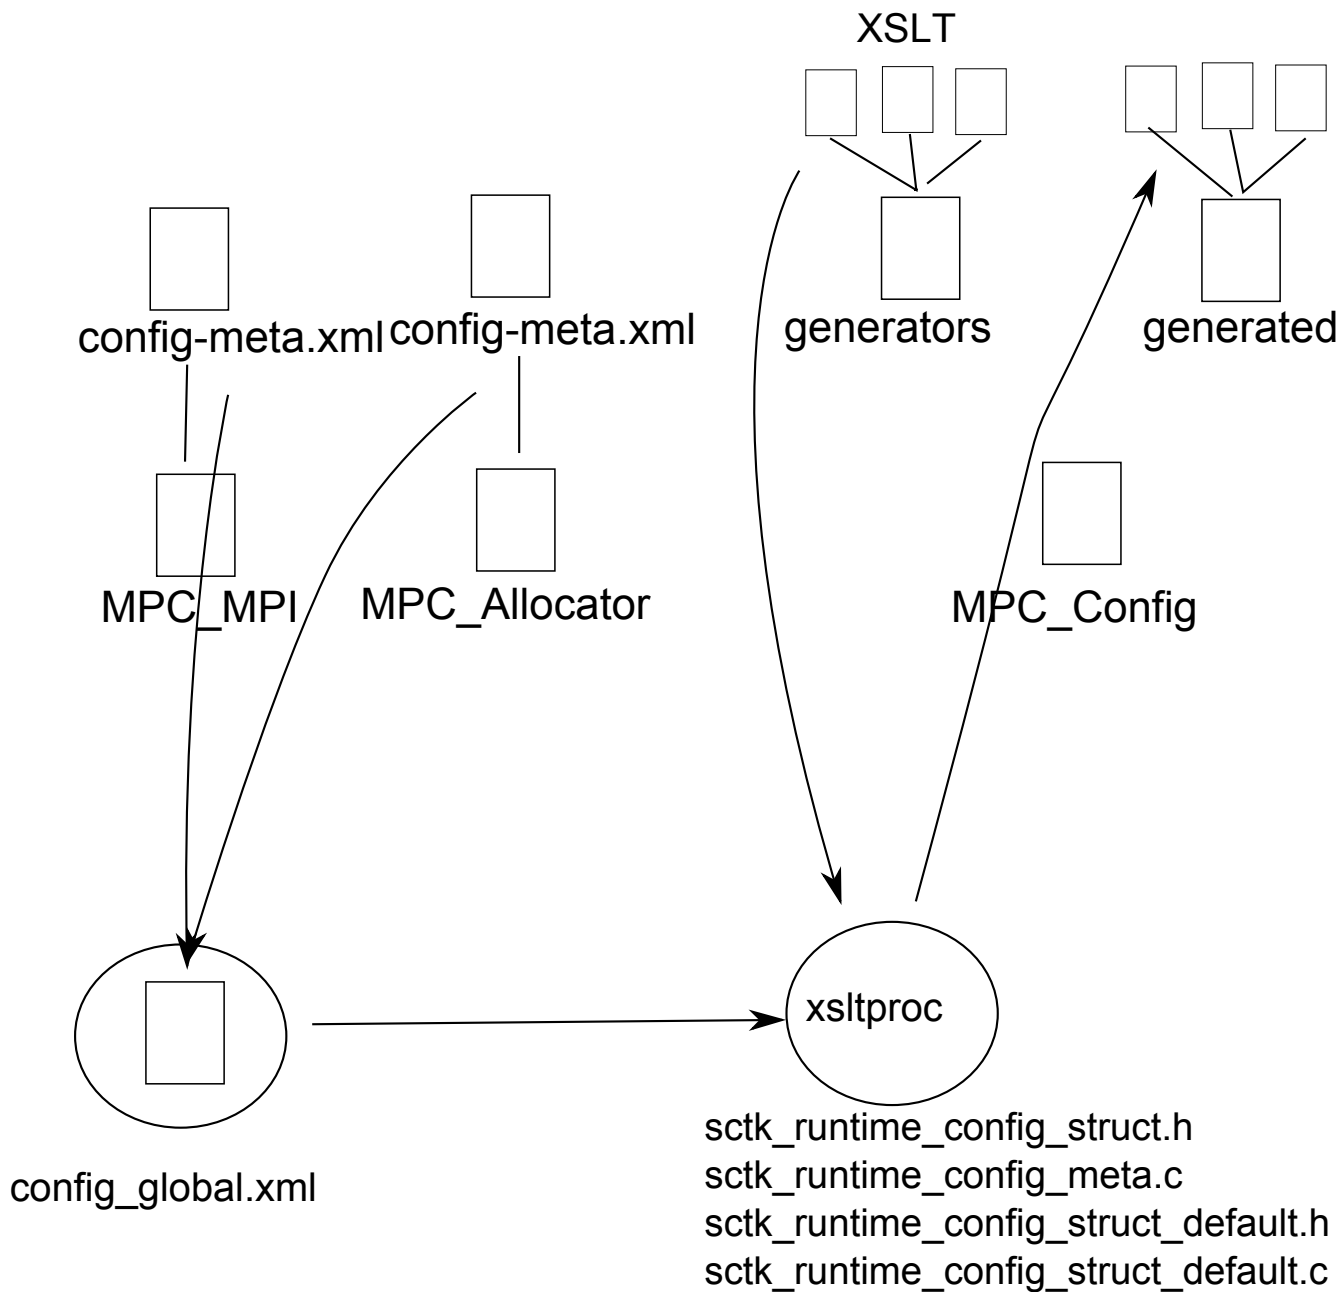 XSLT
config-meta.xml
config-meta.xml
generators
generated
MPC_MPI
MPC_Allocator
MPC_Config
xsltproc
config_global.xml
sctk_runtime_config_struct.h
sctk_runtime_config_meta.c
sctk_runtime_config_struct_default.h
sctk_runtime_config_struct_default.c